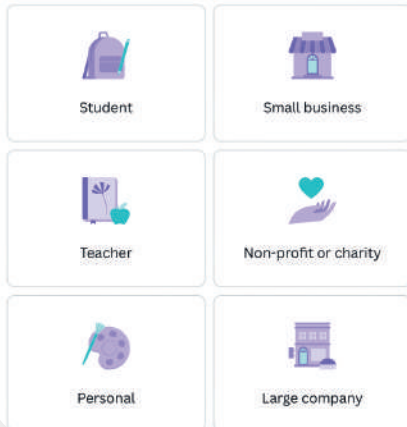 Student
Small business
Teacher
Non-profit or charity
Personal
Large company